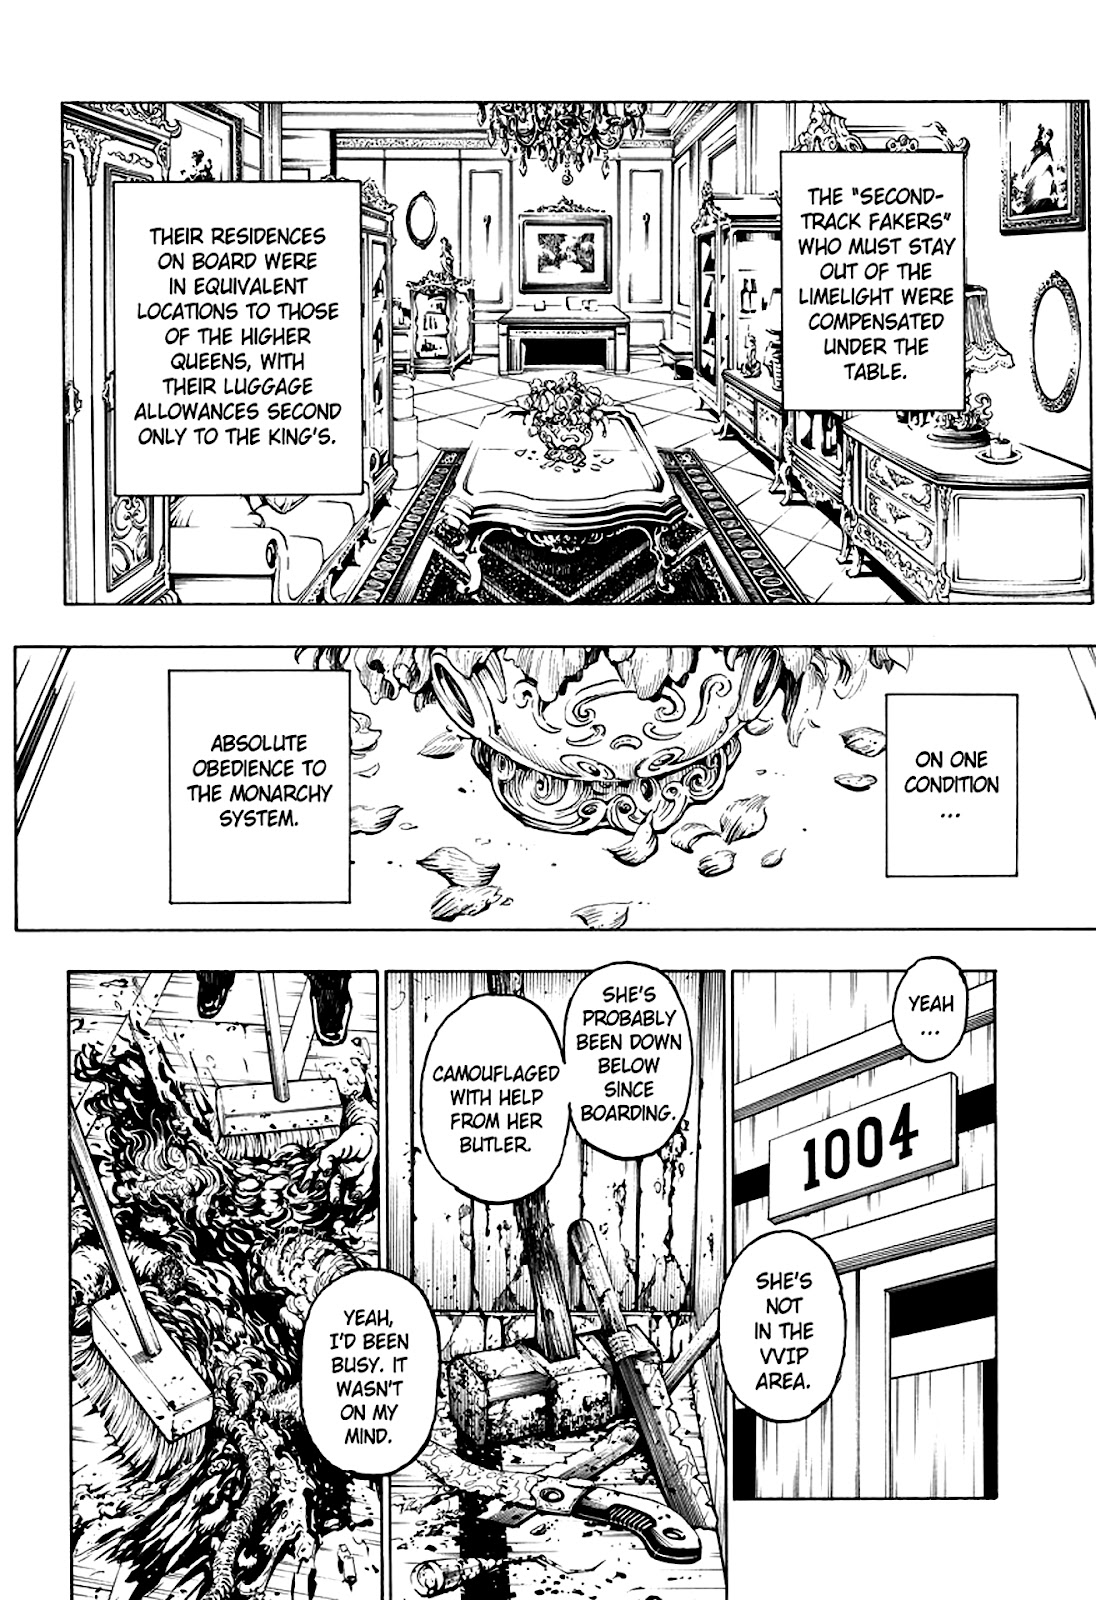 THE "SECOND-
TRACK FAKERS"
WHO MUST STAY
OUT OF THE
LIMELIGHT WERE
COMPENSATED
UNDER THE
TABLE.
THEIR RESIDENCES
ON BOARD WERE
IN EQUIVALENT
LOCATIONS TO THOSE
OF THE HIGHER
QUEENS, WITH
THEIR LUGGAGE
ALLOWANCES SECOND
ONLY TO THE KING'S.
ON ONE
CONDITION
...
ABSOLUTE
OBEDIENCE TO
THE MONARCHY
SYSTEM.
YEAH
...
1004
SHE'S
NOT
IN THE
VVIP
AREA.
SHE'S
PROBABLY
BEEN DOWN
BELOW
SINCE
BOARDING.
CAMOUFLAGED
WITH HELP
FROM HER
BUTLER.
YEAH,
I'D BEEN
BUSY. IT
WASN'T
ON MY
MIND.